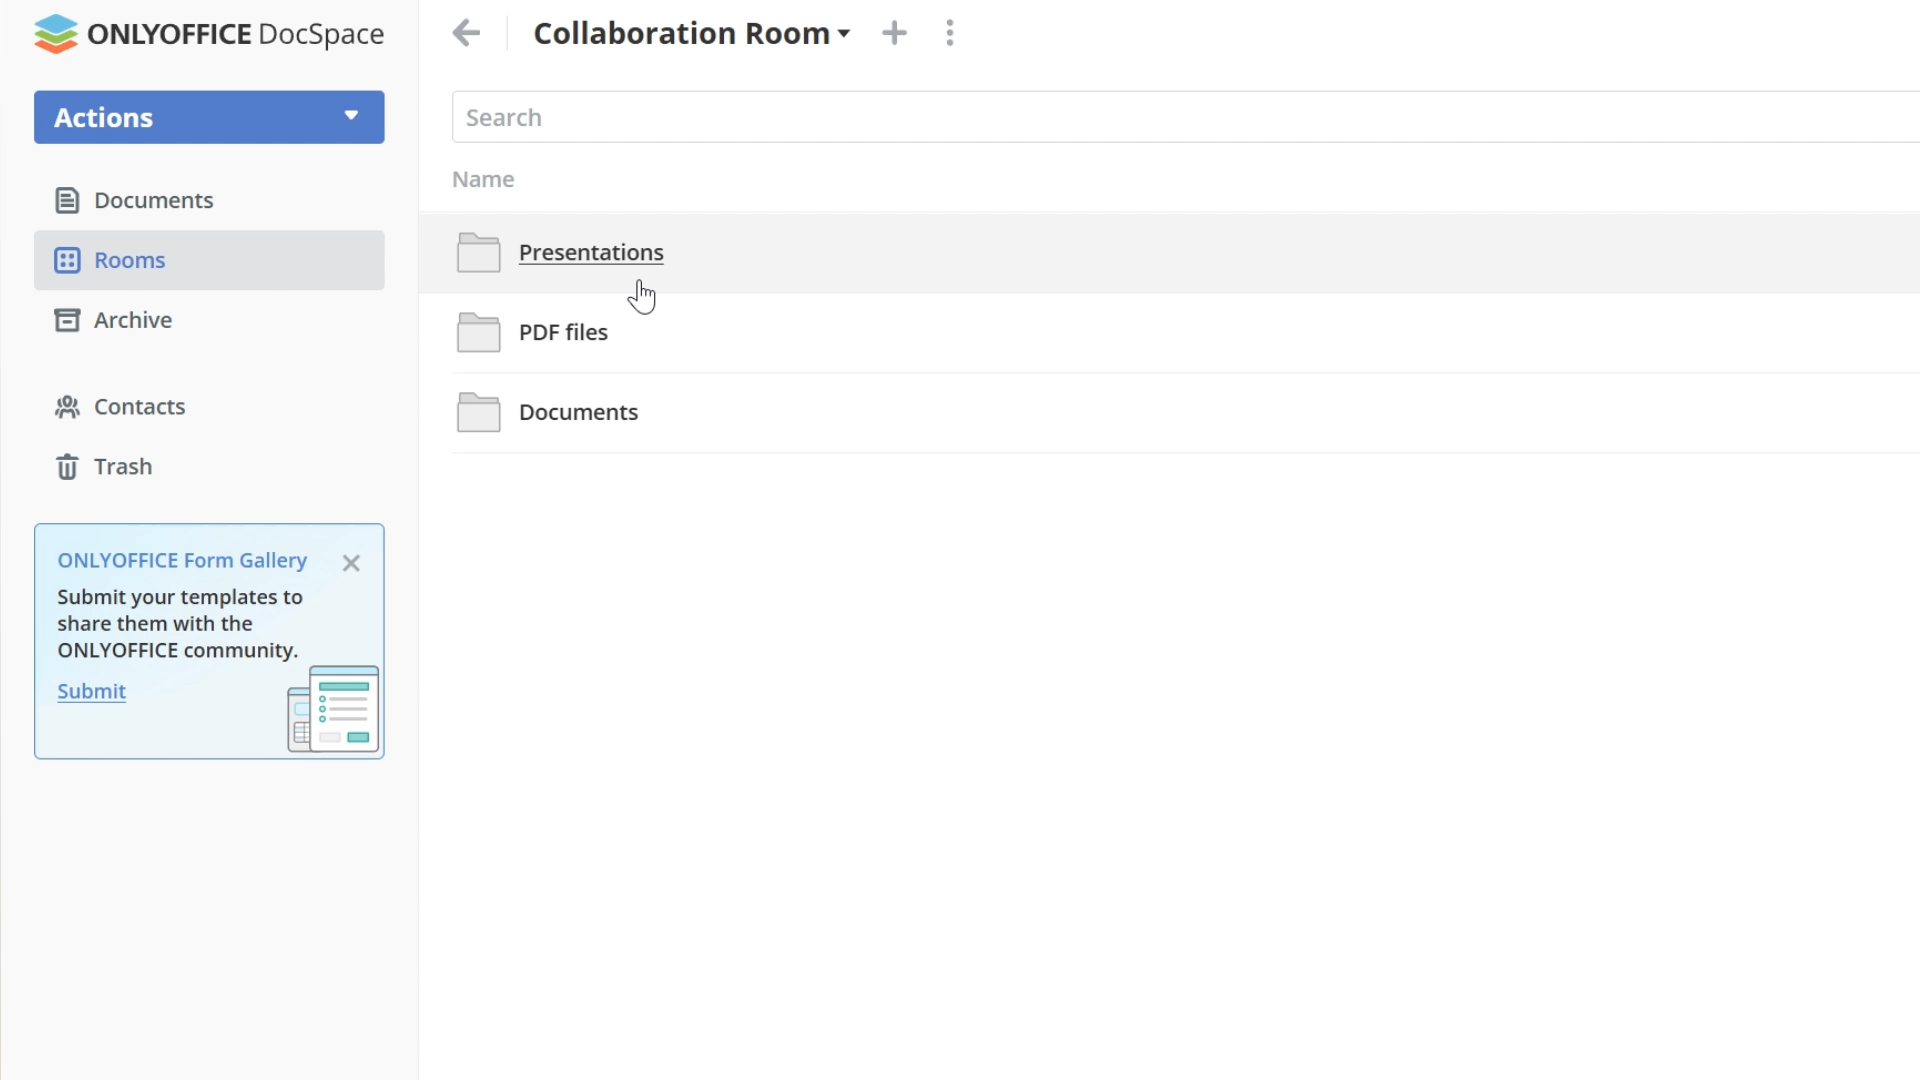 ONLYOFFICE DocSpace
Actions
Documents
Rooms
Archive
Contacts
Trash
ONLYOFFICE Form Gallery
Submit your templates to
share them with the
ONLYOFFICE community.
Submit
Collaboration Room
Search
Name
Presentations
PDF files
Documents